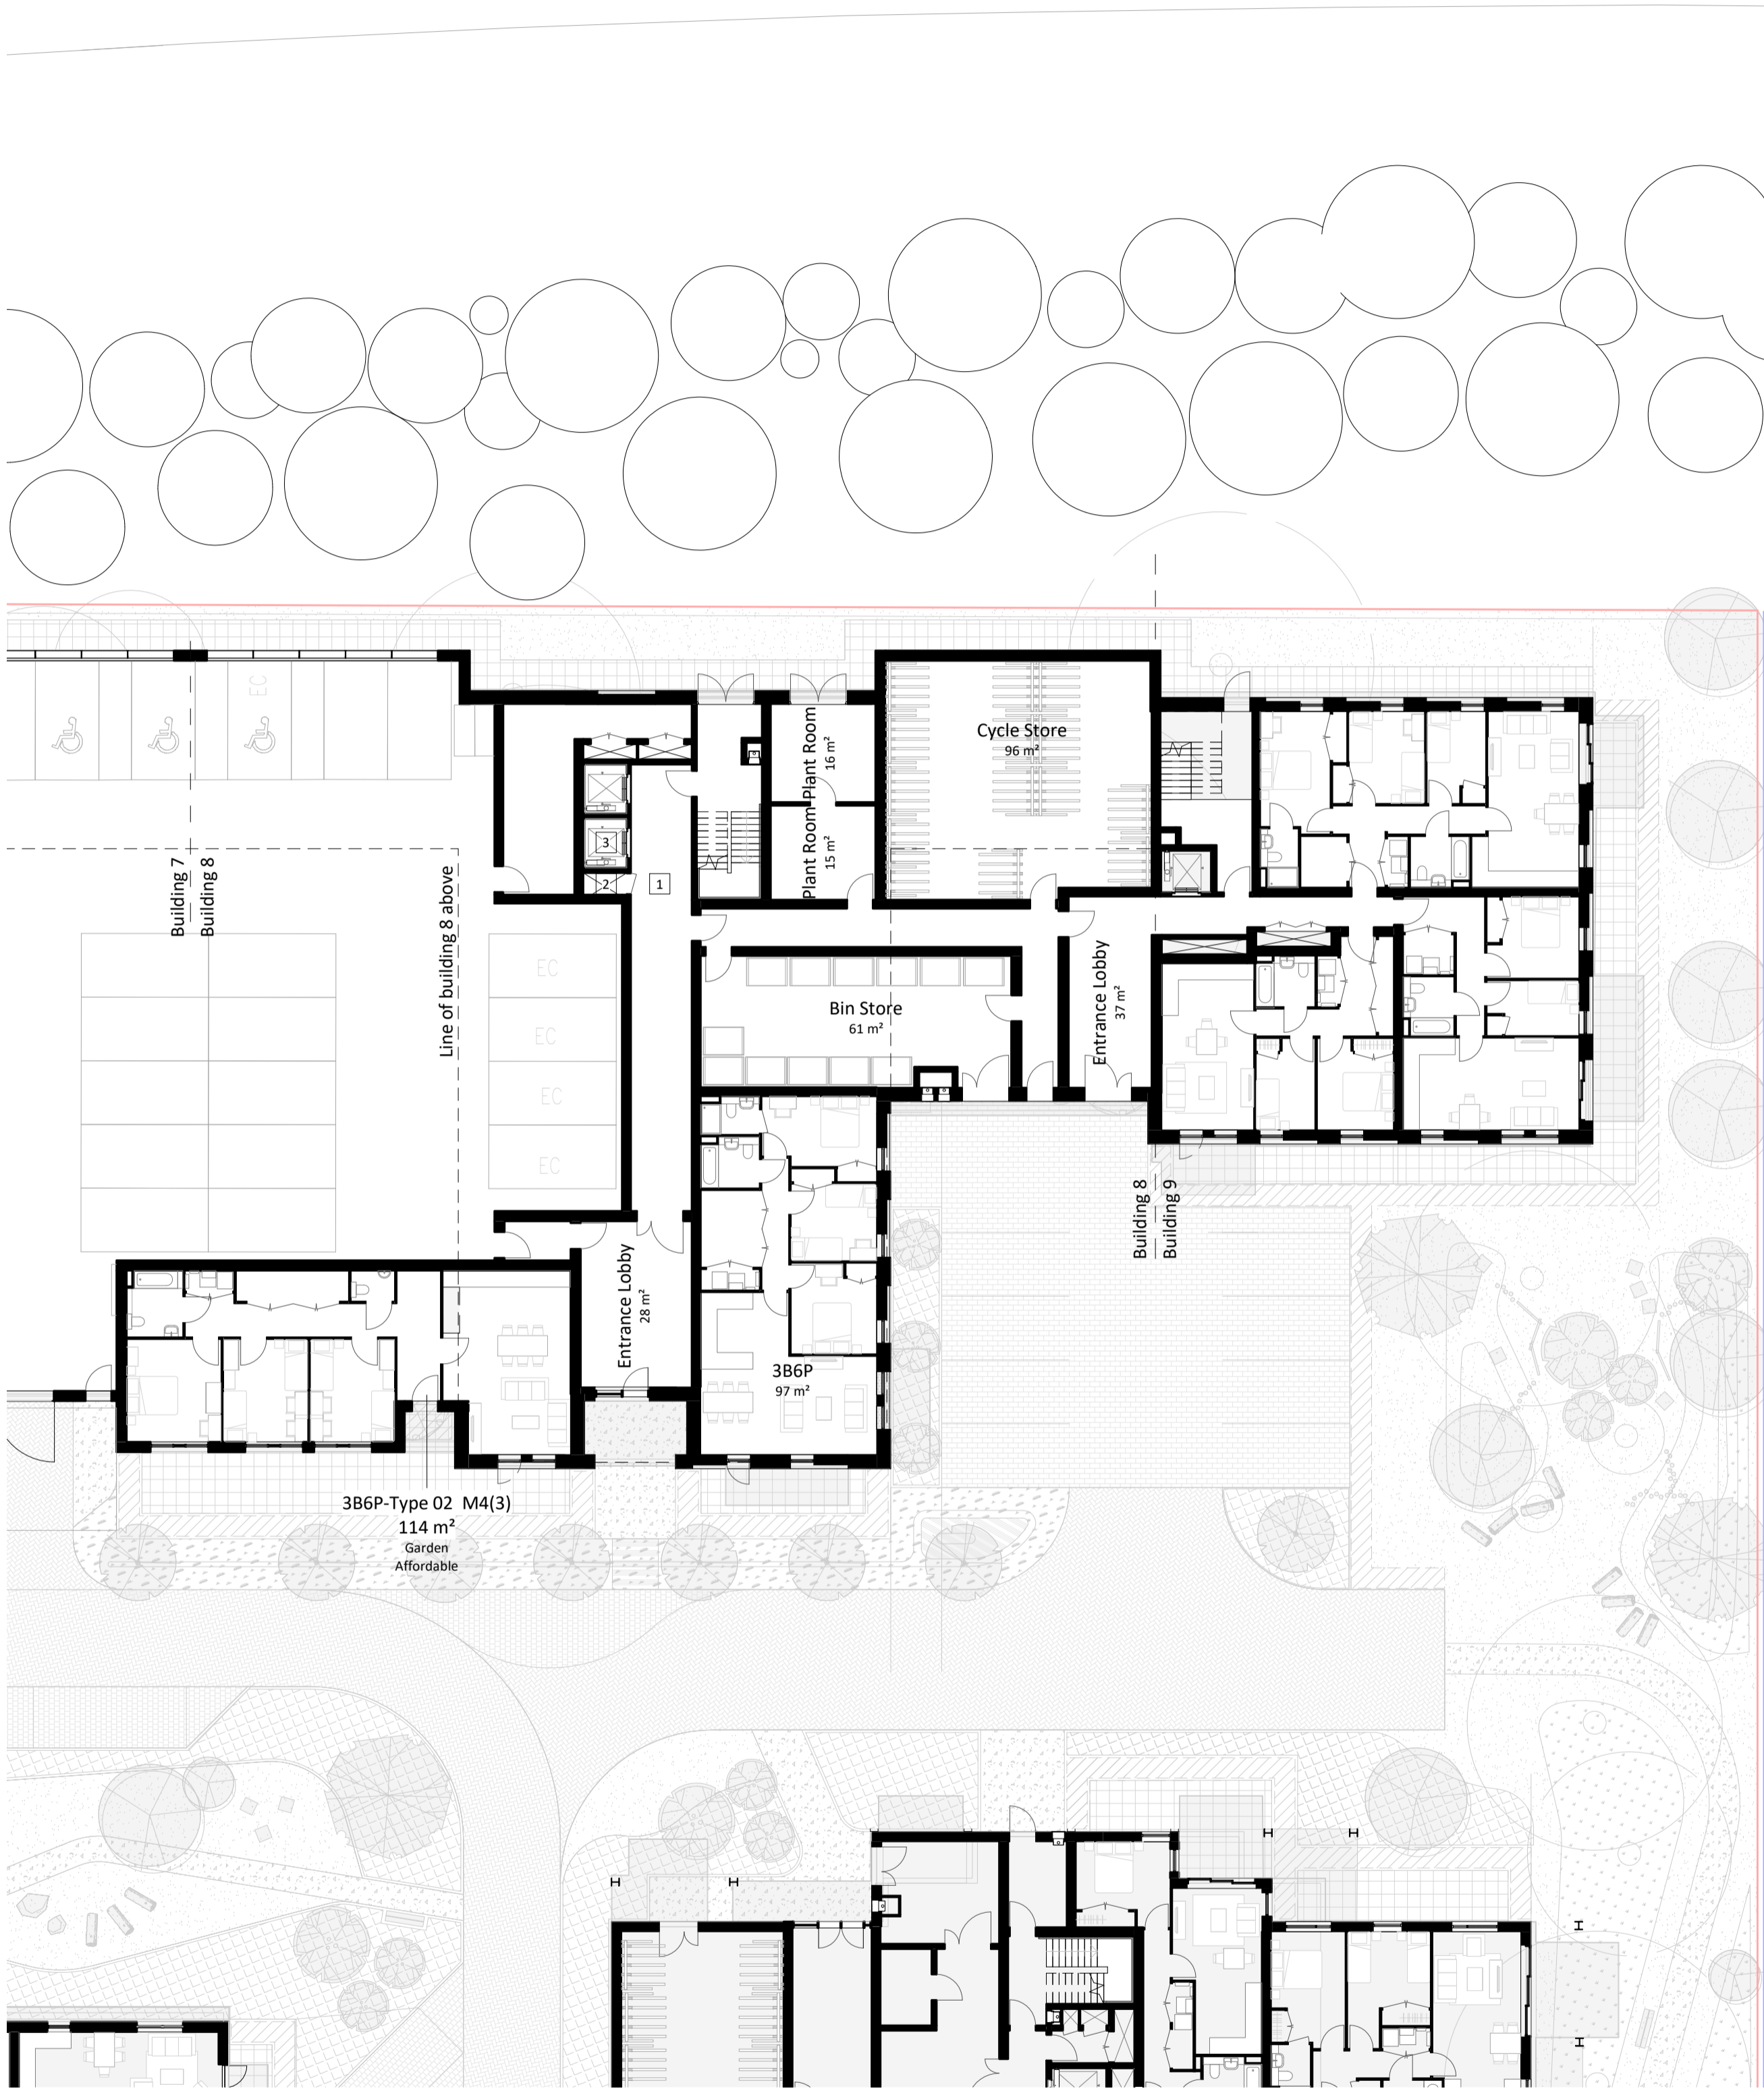 EC
Cycle Store
96 m²
Plant Room
16 m²
Plant Room
15 m²
3
2
1
Building 7
Building 8
Line of building 8 above
EC
EC
EC
EC
Bin Store
61 m²
Entrance Lobby
37 m²
Building 8
Building 9
Entrance Lobby
28 m²
3B6P
97 m²
3B6P-Type 02 M4(3)
114 m²
Garden
Affordable